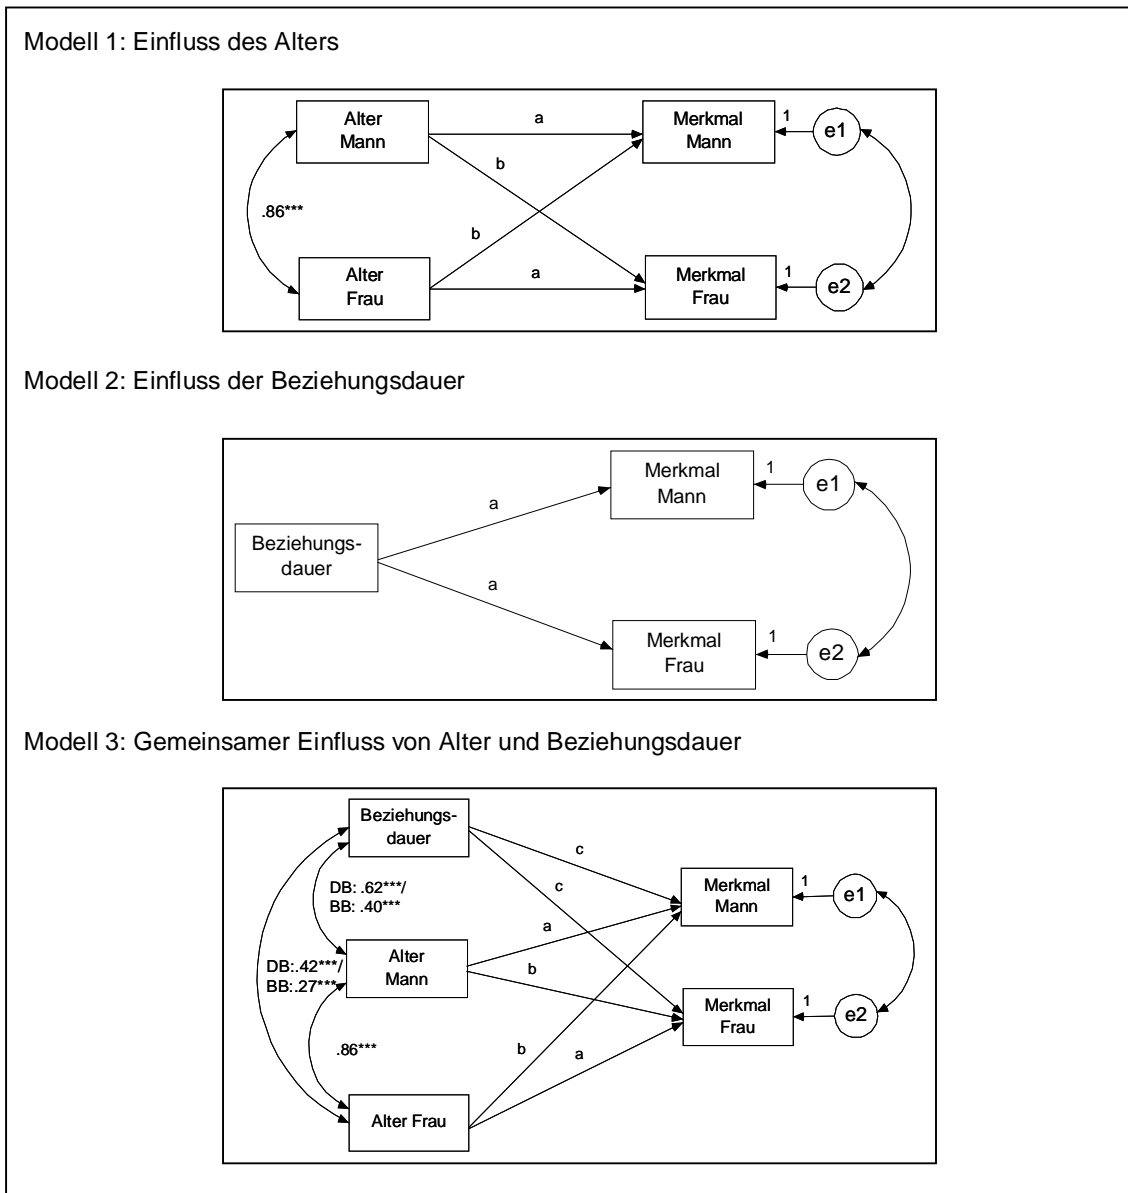 Modell 1: Einfluss des Alters
Alter
Mann
a
Merkmal
Mann
1
e1
b
.86***
b
Alter
Frau
a
Merkmal
Frau
1
e2
Modell 2: Einfluss der Beziehungsdauer
Merkmal
Mann
1
e1
a
Beziehungs-
dauer
a
Merkmal
Frau
1
e2
Modell 3: Gemeinsamer Einfluss von Alter und Beziehungsdauer
Beziehungs-
dauer
c
c
DB: .62***/
BB: .40***
Merkmal
Mann
1
e1
a
Alter
Mann
DB:.42***/
BB:.27***
b
Merkmal
Frau
1
e2
b
a
.86***
Alter Frau